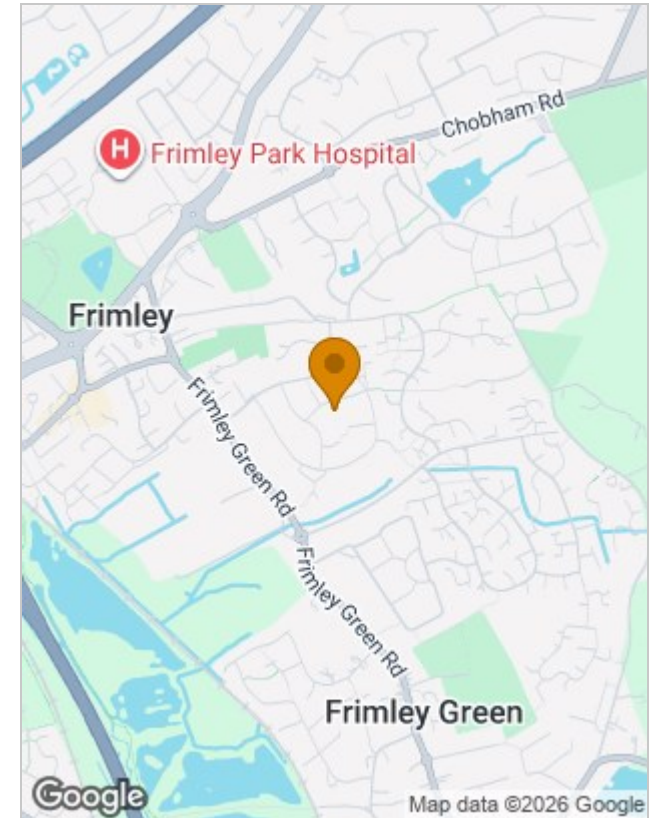 Chobham Rd
H
Frimley Park Hospital
Frimley
Frimley Green Rd
Frimley Green Rd
Frimley Green
Google
Map data ©2026 Google